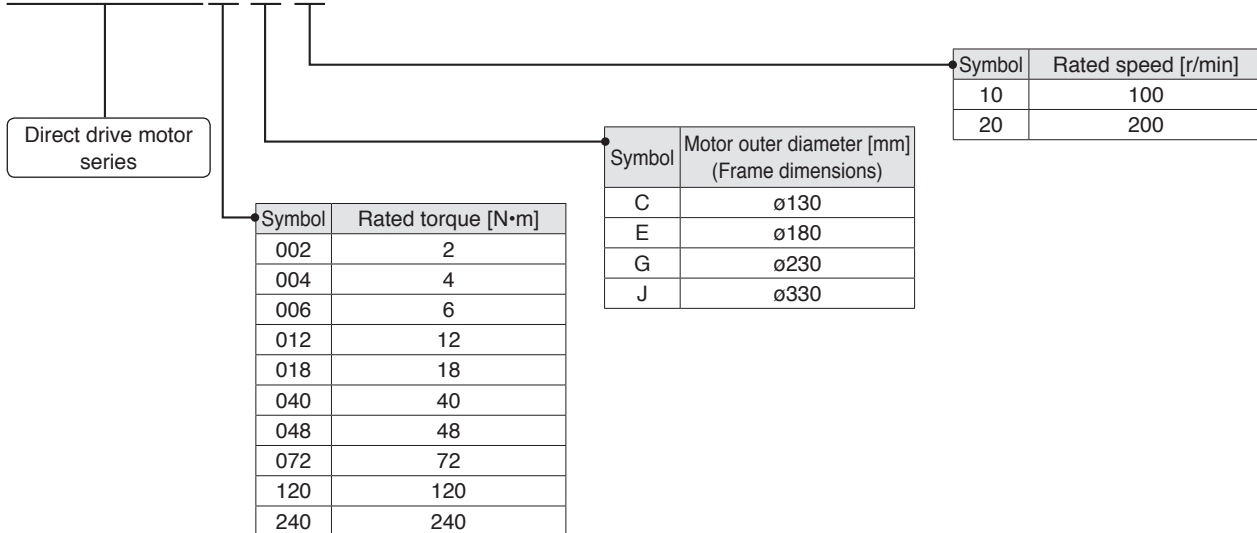 Symbol Rated speed [r/min]
10 100
20 200
Direct drive motor
series
Symbol Motor outer diameter [mm]
(Frame dimensions)
C ø130
E ø180
G ø230
J ø330
Symbol Rated torque [N•m]
002 2
004 4
006 6
012 12
018 18
040 40
048 48
072 72
120 120
240 240